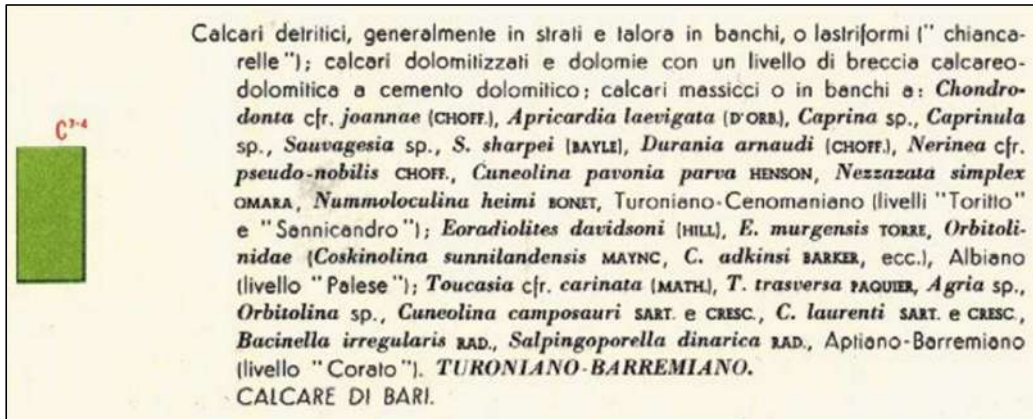 Calcari detritici, generalmente in strati e talora in banchi, o lastriformi (" chianca-
relle "); calcari dolomitizzati e dolomie con un livello di breccia calcareo-
dolomitica a cemento dolomitico; calcari massicci o in banchi a: Chondro-
donta cfr. joannae (CHOFF.), Apricardia laevigata (D'ORB.), Caprina sp., Caprinula
sp., Sauvagesia sp., S. sharpei (BAYLE), Durania arnaudi (CHOFF.), Nerinea cfr.
pseudo-nobilis CHOFF., Cuneolina pavonia parva HENSON, Nezzazata simplex
OMARA, Nummoloculina heimi BONET, Turoniano-Cenomaniano (livelli "Toritto"
e "Sannicandro"); Eoradiolites davidsoni (HILL), E. murgensis TORRE, Orbitoli-
nidae (Coskinolina sunnilandensis MAYNC, C. adkinsi BARKER, ecc.), Albiano
(livello "Palese"); Toucasia cfr. carinata (MATH.), T. trasversa PAQUIER, Agria sp.,
Orbitolina sp., Cuneolina camposauri SART. e CRESC., C. laurenti SART. e CRESC.,
Bacinella irregularis RAD., Salpingoporella dinarica RAD., Aptiano-Barremiano
(livello "Corato"). TURONIANO-BARREMIANO.
CALCARE DI BARI.
C³⁻⁴